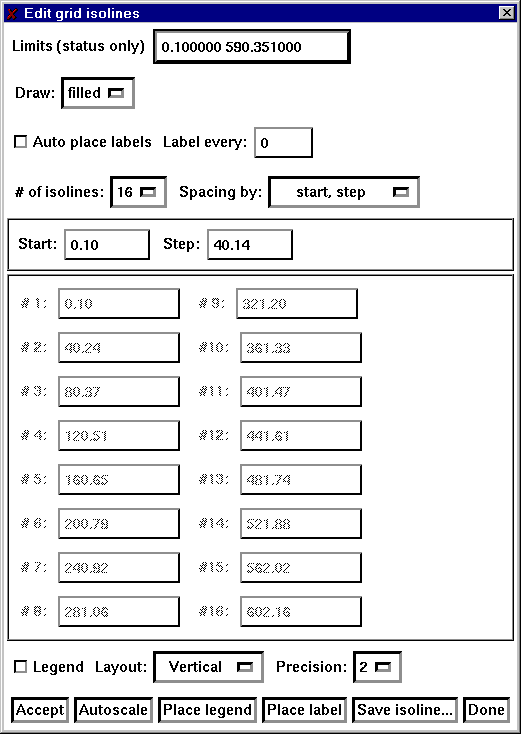 Edit grid isolines
Limits (status only) 0.100000 590.351000
Draw: filled
Auto place labels Label every: 0
# of isolines: 16 Spacing by: start, step
Start: 0.10 Step: 40.14
# 1: 0.10 # 9: 321.20
# 2: 40.24 #10: 361.33
# 3: 80.37 #11: 401.47
# 4: 120.51 #12: 441.61
# 5: 160.65 #13: 481.74
# 6: 200.79 #14: 521.88
# 7: 240.92 #15: 562.02
# 8: 281.06 #16: 602.16
Legend Layout: Vertical Precision: 2
Accept Autoscale Place legend Place label Save isoline... Done